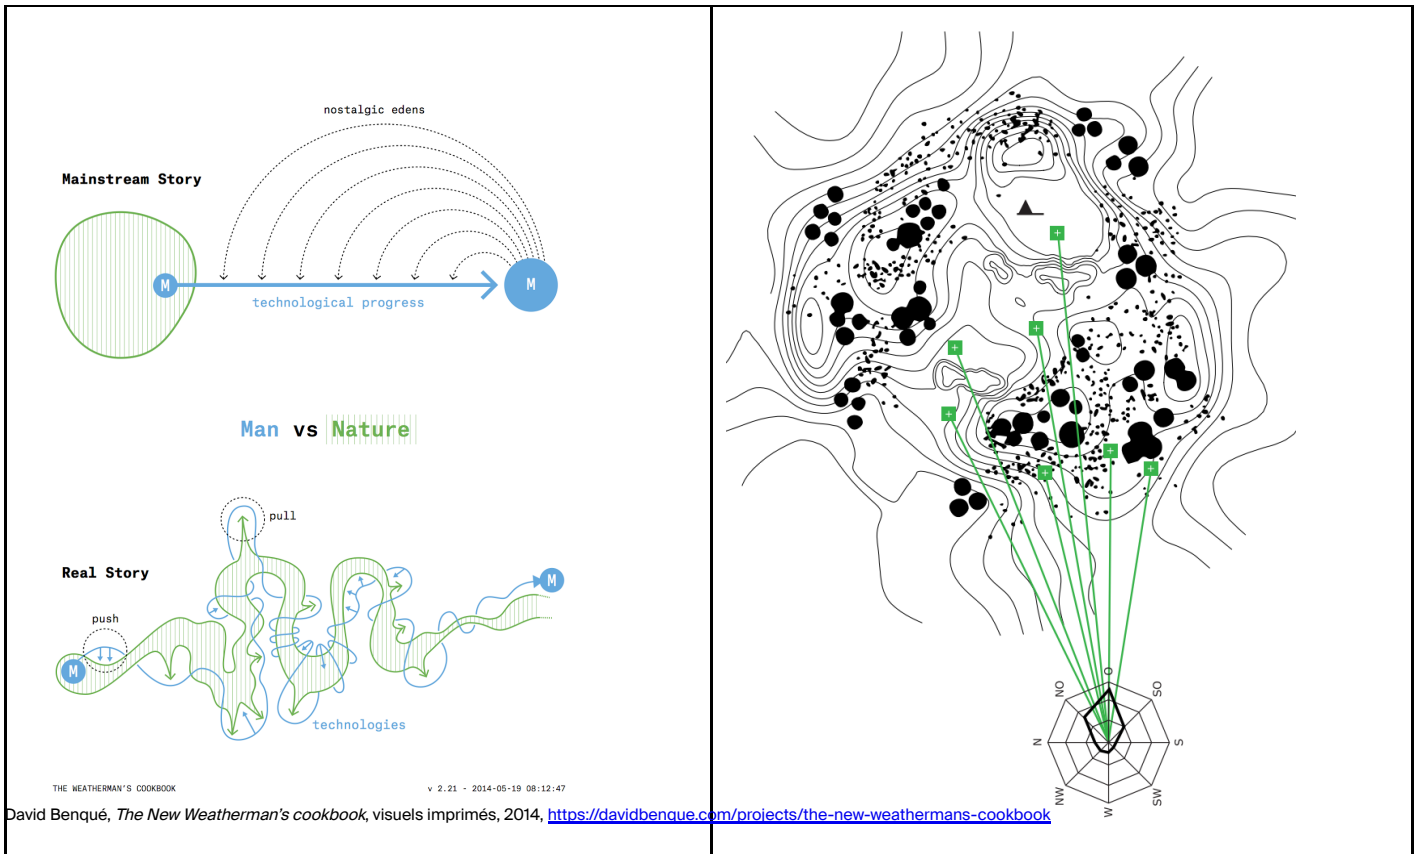 nostalgic edens
Mainstream Story
M
M
technological progress
Man vs Nature
pull
Real Story
M
push
M
technologies
THE WEATHERMAN'S COOKBOOK
v 2.21 - 2014-05-19 08:12:47
O
NO
SO
N
S
NW
SW
W
David Benqué, The New Weatherman's cookbook, visuels imprimés, 2014, https://davidbenque.com/projects/the-new-weathermans-cookbook